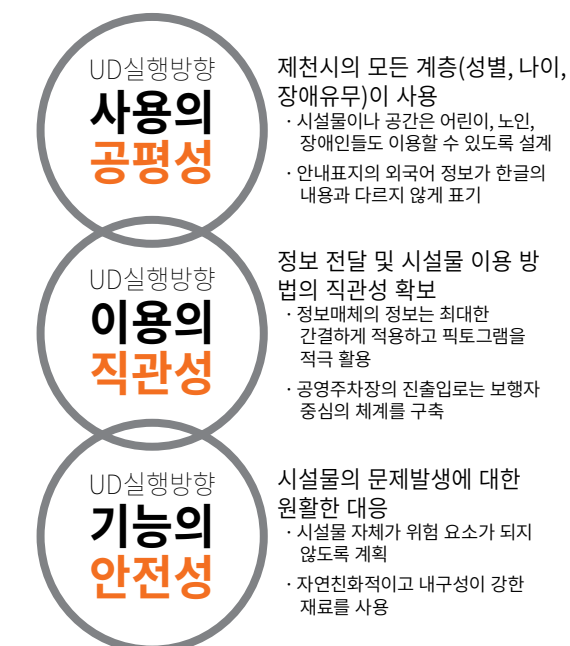 UD실행방향
사용의
공평성
제천시의 모든 계층(성별, 나이,
장애유무)이 사용
· 시설물이나 공간은 어린이, 노인,
장애인들도 이용할 수 있도록 설계
· 안내표지의 외국어 정보가 한글의
내용과 다르지 않게 표기
UD실행방향
이용의
직관성
정보 전달 및 시설물 이용 방
법의 직관성 확보
· 정보매체의 정보는 최대한
간결하게 적용하고 픽토그램을
적극 활용
· 공영주차장의 진출입로는 보행자
중심의 체계를 구축
UD실행방향
기능의
안전성
시설물의 문제발생에 대한
원활한 대응
· 시설물 자체가 위험 요소가 되지
않도록 계획
· 자연친화적이고 내구성이 강한
재료를 사용